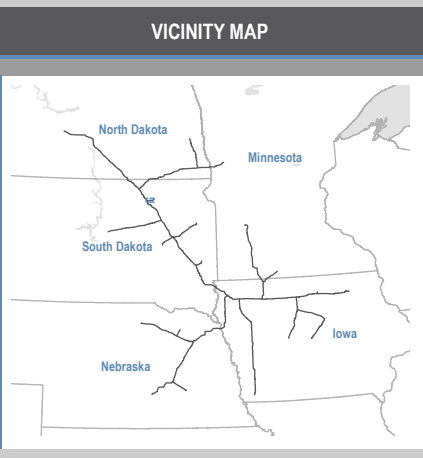 VICINITY MAP
North Dakota
Minnesota
South Dakota
Iowa
Nebraska